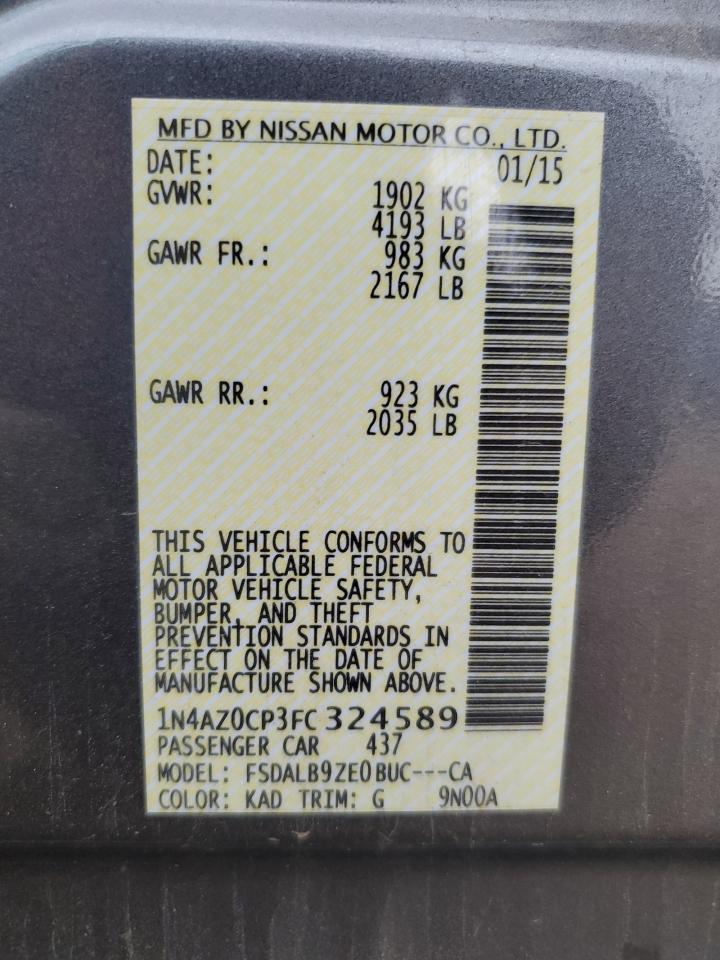 MFD BY NISSAN MOTOR CO., LTD.
DATE: 01/15
GVWR: 1902 KG
4193 LB
GAWR FR.: 983 KG
2167 LB
GAWR RR.: 923 KG
2035 LB
THIS VEHICLE CONFORMS TO
ALL APPLICABLE FEDERAL
MOTOR VEHICLE SAFETY,
BUMPER, AND THEFT
PREVENTION STANDARDS IN
EFFECT ON THE DATE OF
MANUFACTURE SHOWN ABOVE.
1N4AZ0CP3FC324589
PASSENGER CAR 437
MODEL: FSDALB9ZE0BUC---CA
COLOR: KAD TRIM: G 9N00A